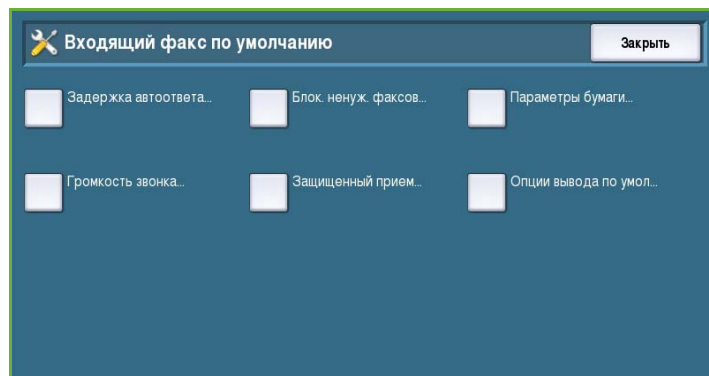 Входящий факс по умолчанию
Закрыть
Задержка автоответа...
Блок. ненуж. факсов...
Параметры бумаги...
Громкость звонка...
Защищенный прием...
Опции вывода по умол...